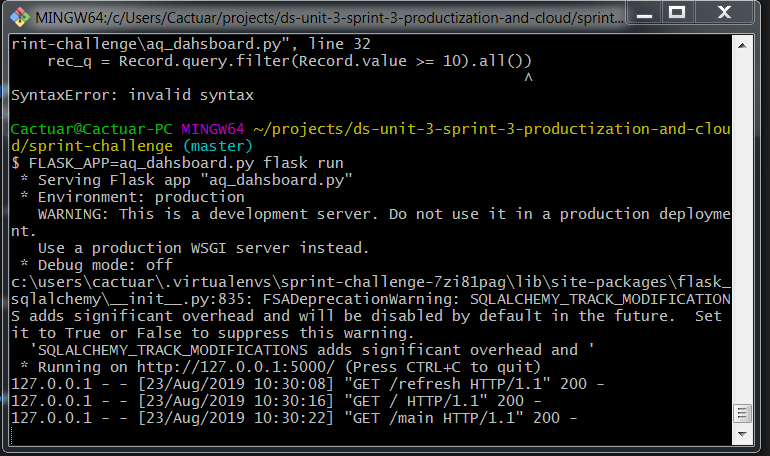 MINGW64:/c/Users/Cactuar/projects/ds-unit-3-sprint-3-productization-and-cloud/sprint...
rint-challenge\aq_dahsboard.py", line 32
    rec_q = Record.query.filter(Record.value >= 10).all())
                                                         ^
SyntaxError: invalid syntax
Cactuar@Cactuar-PC MINGW64 ~/projects/ds-unit-3-sprint-3-productization-and-clou
d/sprint-challenge (master)
$ FLASK_APP=aq_dahsboard.py flask run
 * Serving Flask app "aq_dahsboard.py"
 * Environment: production
   WARNING: This is a development server. Do not use it in a production deployme
nt.
   Use a production WSGI server instead.
 * Debug mode: off
c:\users\cactuar\.virtualenvs\sprint-challenge-7zi81pag\lib\site-packages\flask_
sqlalchemy\__init__.py:835: FSADeprecationWarning: SQLALCHEMY_TRACK_MODIFICATION
S adds significant overhead and will be disabled by default in the future.  Set
it to True or False to suppress this warning.
  'SQLALCHEMY_TRACK_MODIFICATIONS adds significant overhead and '
 * Running on http://127.0.0.1:5000/ (Press CTRL+C to quit)
127.0.0.1 - - [23/Aug/2019 10:30:08] "GET /refresh HTTP/1.1" 200 -
127.0.0.1 - - [23/Aug/2019 10:30:16] "GET / HTTP/1.1" 200 -
127.0.0.1 - - [23/Aug/2019 10:30:22] "GET /main HTTP/1.1" 200 -